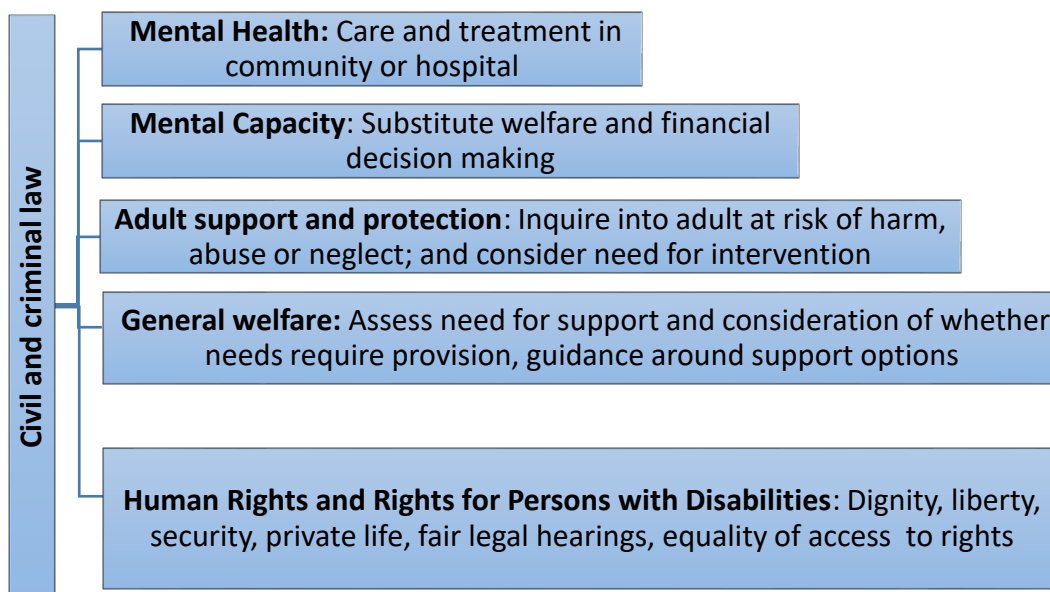 Civil and criminal law
Mental Health: Care and treatment in
community or hospital
Mental Capacity: Substitute welfare and financial
decision making
Adult support and protection: Inquire into adult at risk of harm,
abuse or neglect; and consider need for intervention
General welfare: Assess need for support and consideration of whether
needs require provision, guidance around support options
Human Rights and Rights for Persons with Disabilities: Dignity, liberty,
security, private life, fair legal hearings, equality of access  to rights